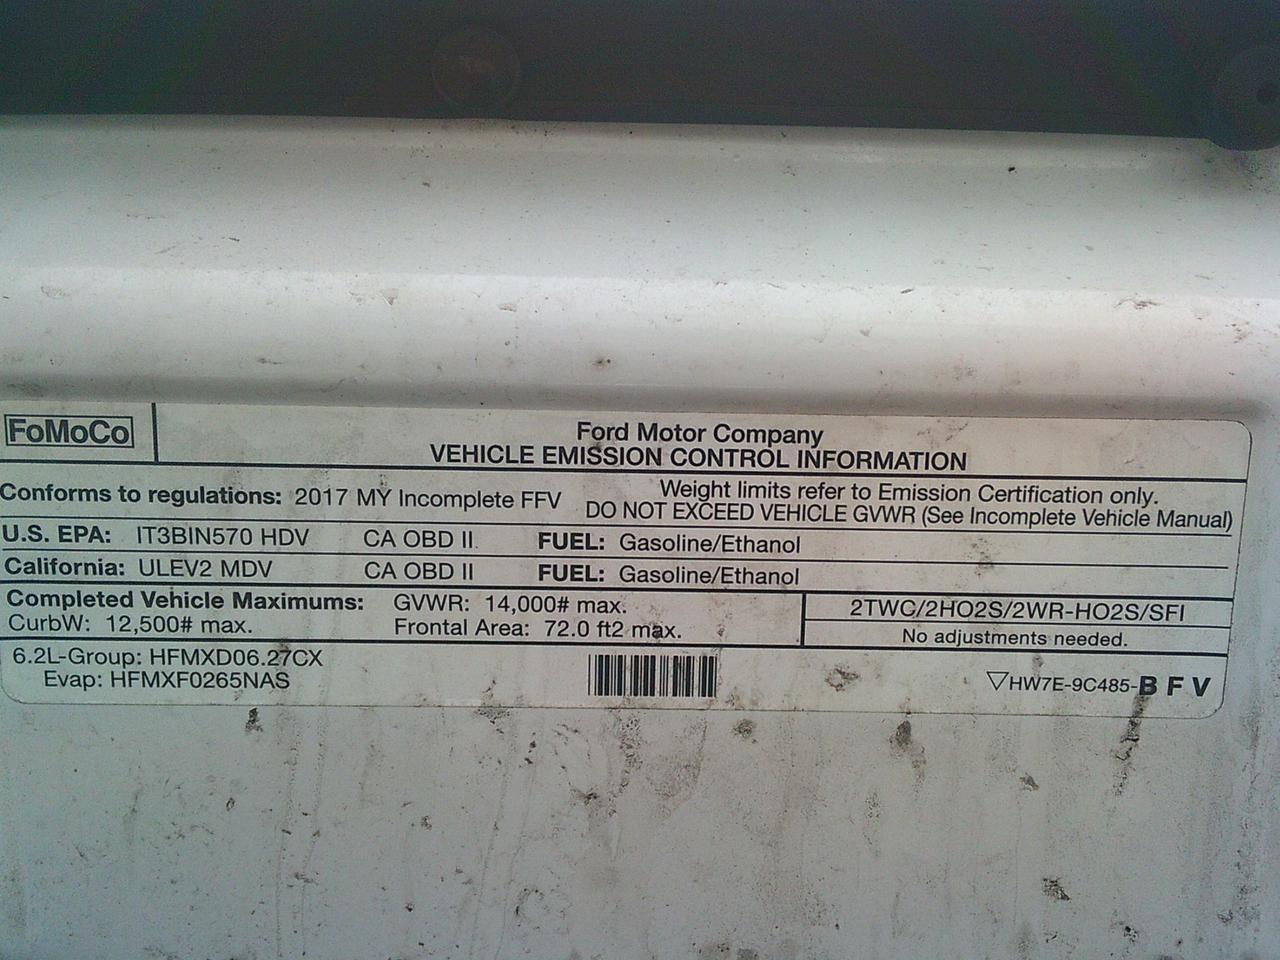 FoMoCo
Ford Motor Company
VEHICLE EMISSION CONTROL INFORMATION
Conforms to regulations: 2017 MY Incomplete FFV
Weight limits refer to Emission Certification only.
DO NOT EXCEED VEHICLE GVWR (See Incomplete Vehicle Manual)
U.S. EPA: IT3BIN570 HDV CA OBD II FUEL: Gasoline/Ethanol
California: ULEV2 MDV CA OBD II FUEL: Gasoline/Ethanol
Completed Vehicle Maximums: GVWR: 14,000# max.
CurbW: 12,500# max. Frontal Area: 72.0 ft2 max.
2TWC/2HO2S/2WR-HO2S/SFI
No adjustments needed.
6.2L-Group: HFMXD06.27CX
Evap: HFMXF0265NAS
▽HW7E-9C485-B F V